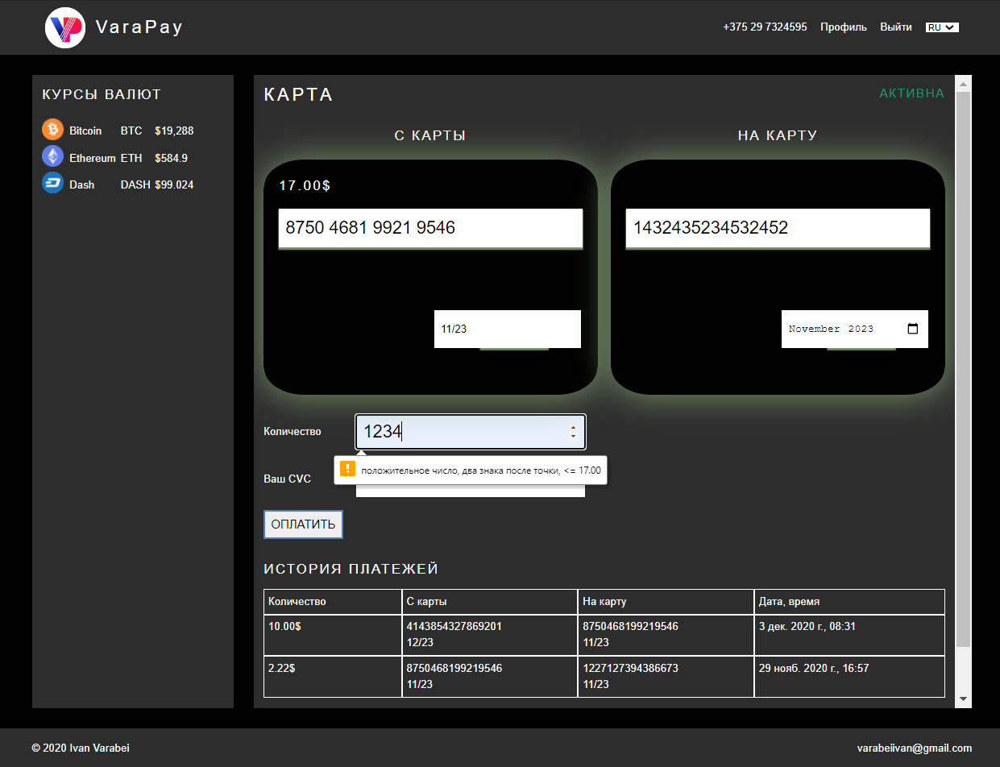 VP VaraPay
+375 29 7324595 Профиль Выйти RU
КУРСЫ ВАЛЮТ
Bitcoin BTC $19,288
Ethereum ETH $584.9
Dash DASH $99.024
КАРТА АКТИВНА
С КАРТЫ НА КАРТУ
17.00$
8750 4681 9921 9546 1432435234532452
11/23 November 2023
Количество 1234
положительное число, два знака после точки, <= 17.00
Ваш CVC
ОПЛАТИТЬ
ИСТОРИЯ ПЛАТЕЖЕЙ
Количество С карты На карту Дата, время
10.00$ 4143854327869201 8750468199219546 3 дек. 2020 г., 08:31
12/23 11/23
2.22$ 8750468199219546 1227127394386673 29 нояб. 2020 г., 16:57
11/23 11/23
© 2020 Ivan Varabei varabeiivan@gmail.com